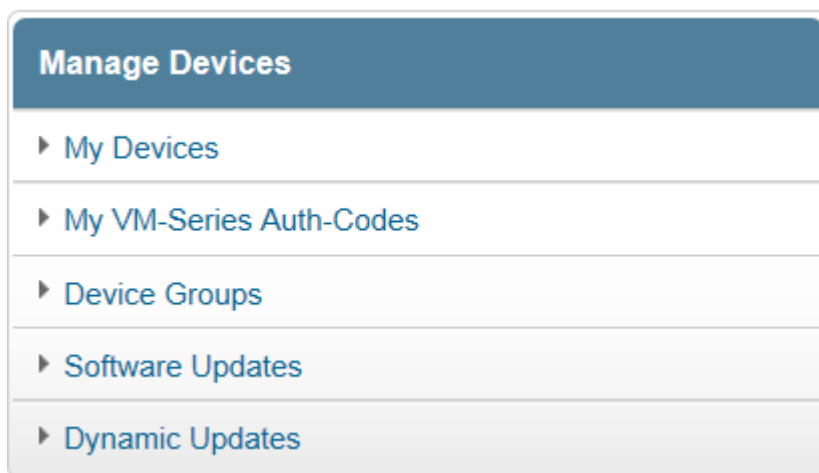 Manage Devices
My Devices
My VM-Series Auth-Codes
Device Groups
Software Updates
Dynamic Updates